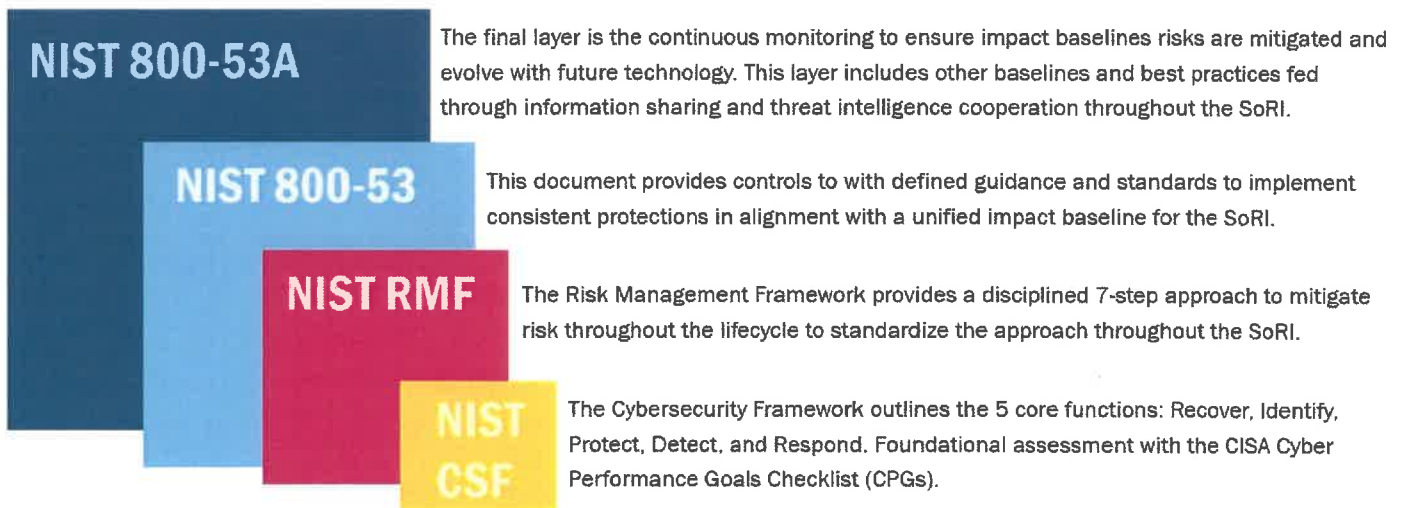 NIST 800-53A
The final layer is the continuous monitoring to ensure impact baselines risks are mitigated and
evolve with future technology. This layer includes other baselines and best practices fed
through information sharing and threat intelligence cooperation throughout the SoRI.
NIST 800-53
This document provides controls to with defined guidance and standards to implement
consistent protections in alignment with a unified impact baseline for the SoRI.
NIST RMF
The Risk Management Framework provides a disciplined 7-step approach to mitigate
risk throughout the lifecycle to standardize the approach throughout the SoRI.
NIST
CSF
The Cybersecurity Framework outlines the 5 core functions: Recover, Identify,
Protect, Detect, and Respond. Foundational assessment with the CISA Cyber
Performance Goals Checklist (CPGs).